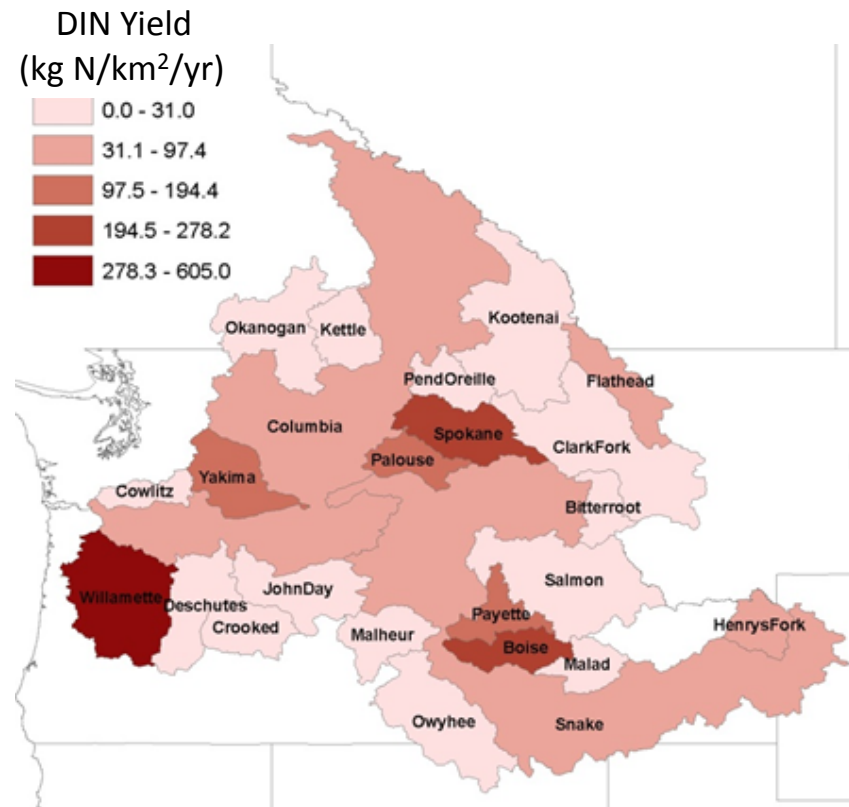 DIN Yield
(kg N/km²/yr)
0.0 - 31.0
31.1 - 97.4
97.5 - 194.4
194.5 - 278.2
278.3 - 605.0
Okanogan
Kettle
Kootenai
PendOreille
Flathead
Columbia
Spokane
ClarkFork
Palouse
Yakima
Cowlitz
Bitterroot
Willamette
Deschutes
JohnDay
Salmon
Crooked
Malheur
Payette
HenrysFork
Boise
Malad
Owyhee
Snake